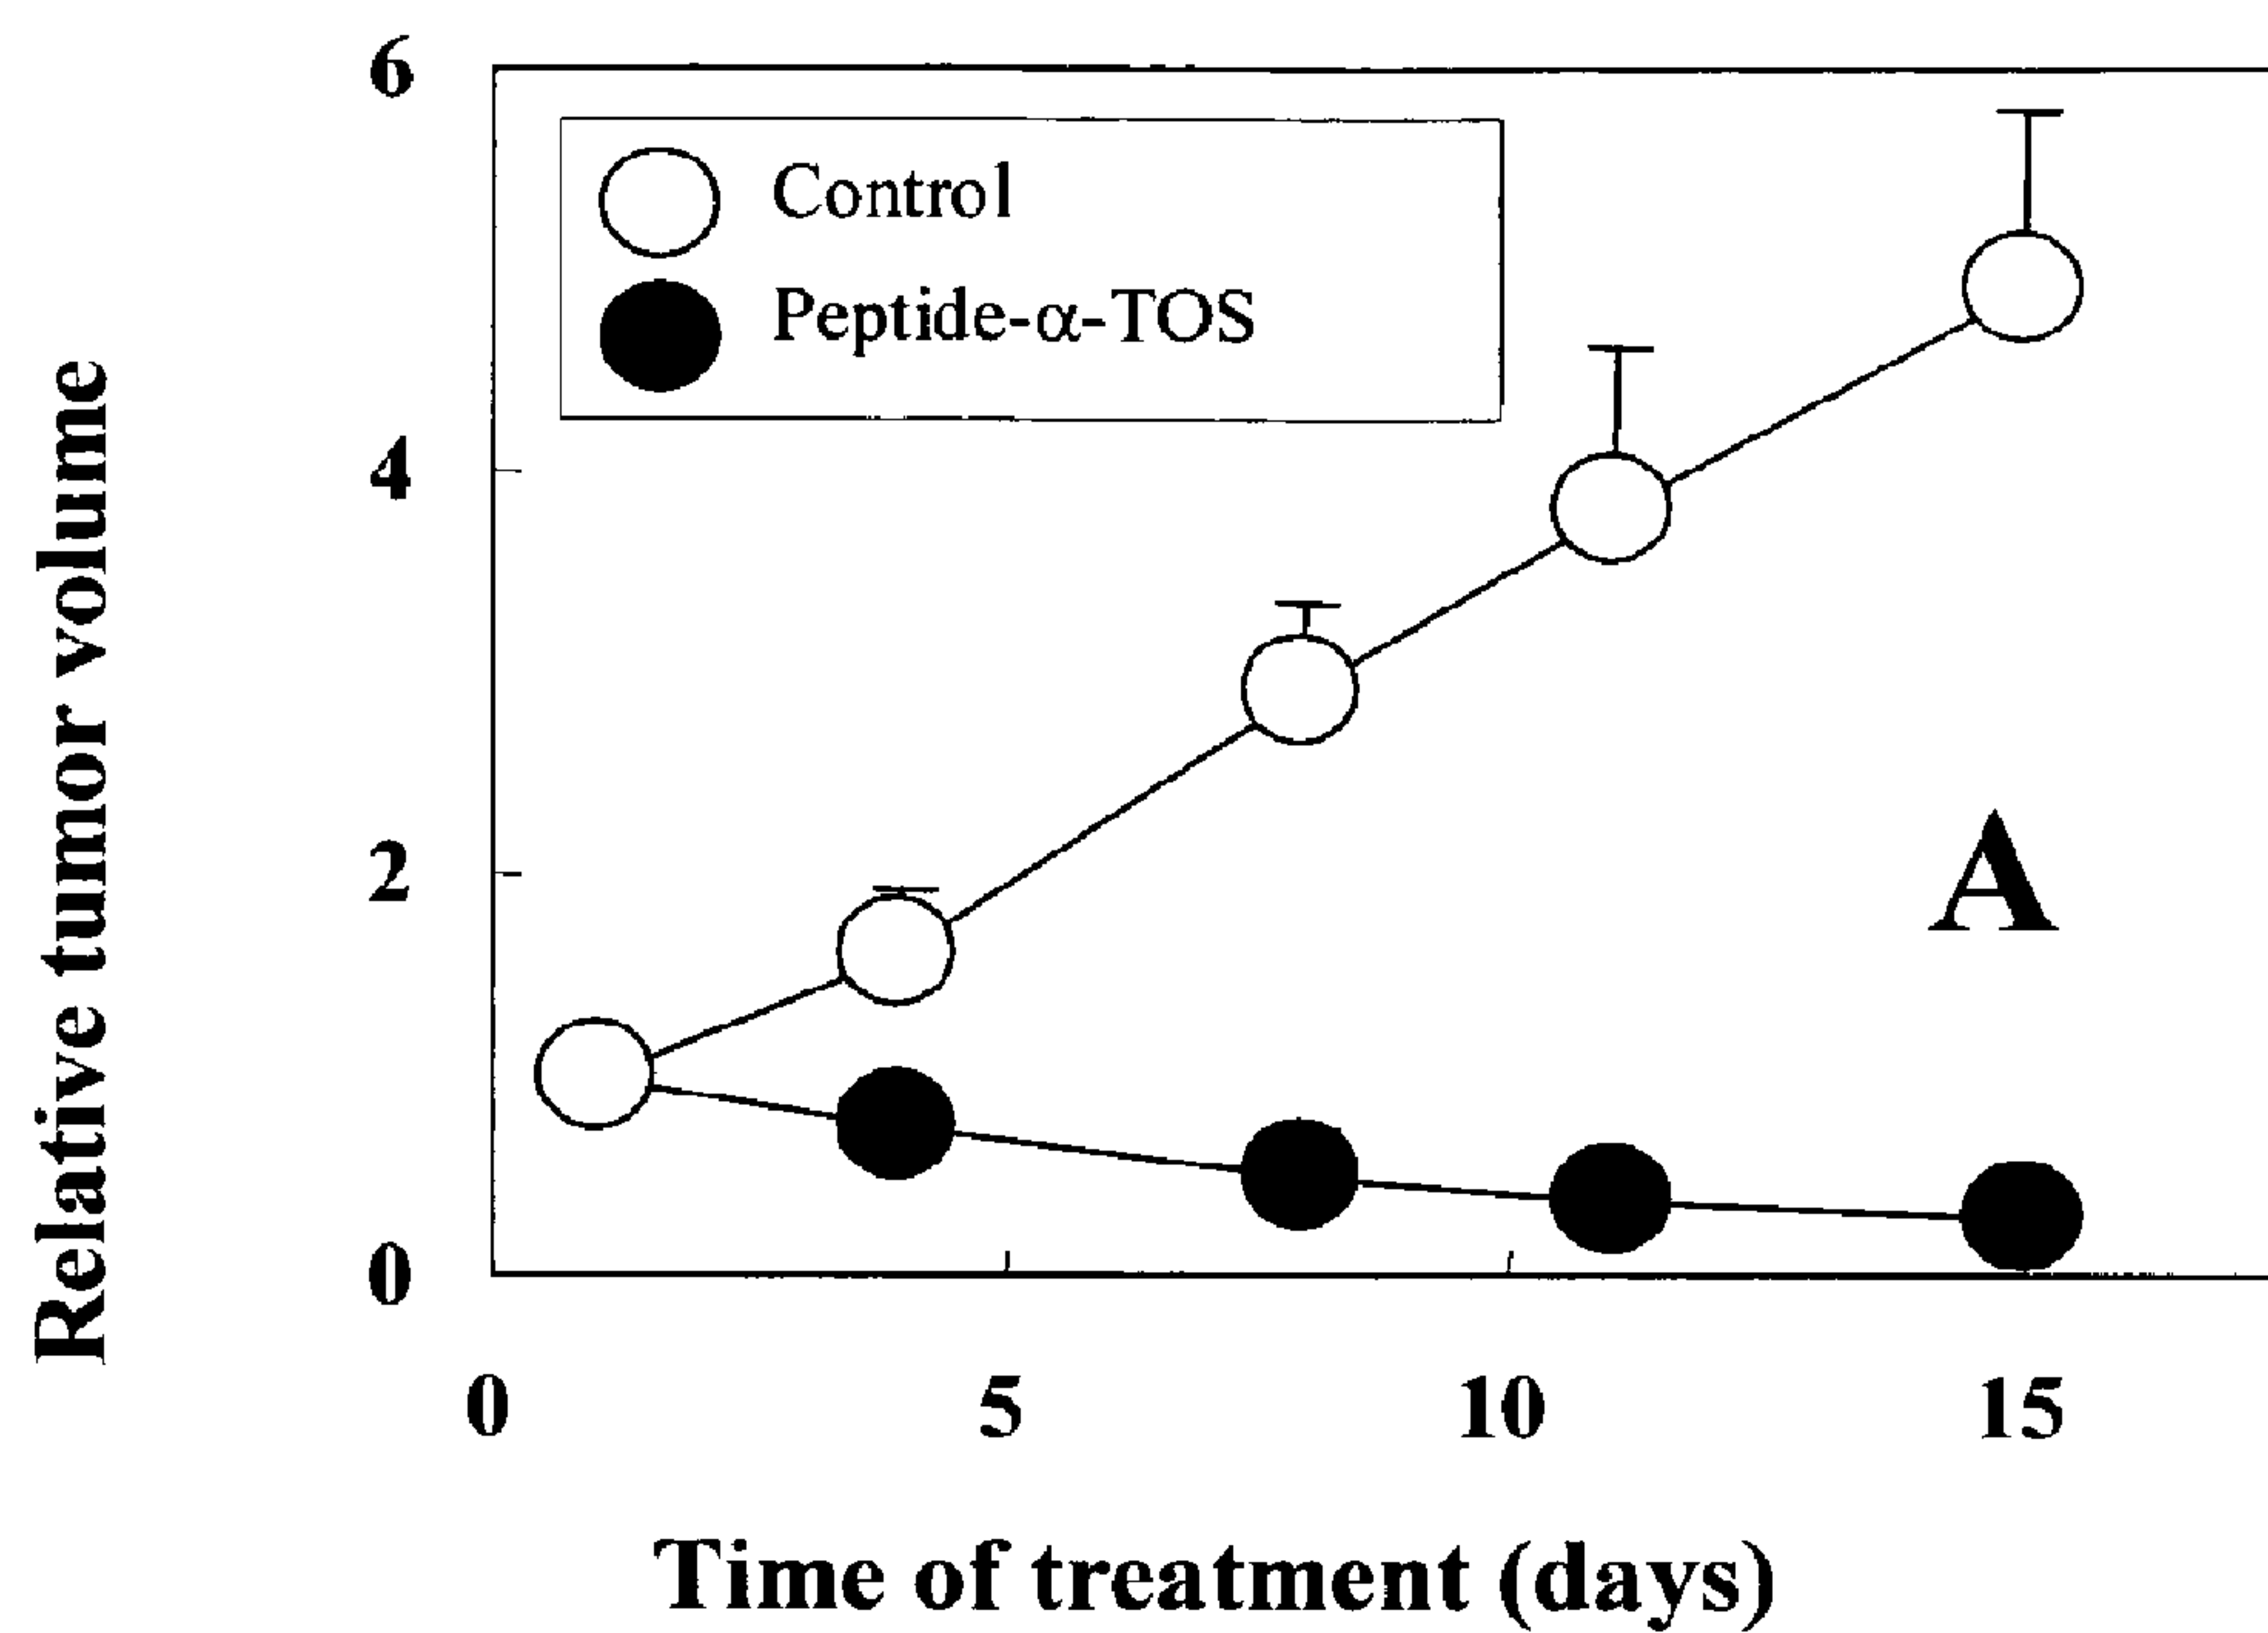 6
Control
Peptide-α-TOS
4
2
0
A
Relative tumor volume
0 5 10 15
Time of treatment (days)